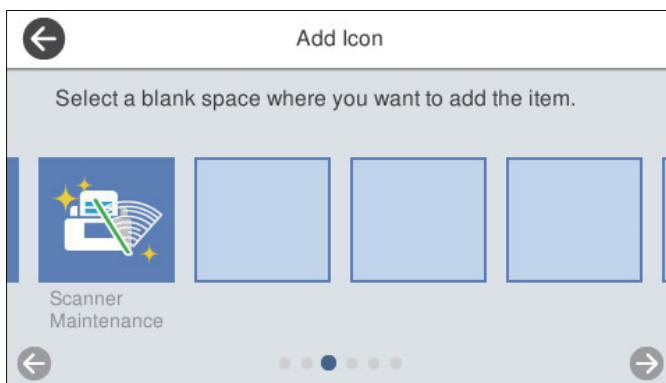 Add Icon
Select a blank space where you want to add the item.
Scanner
Maintenance